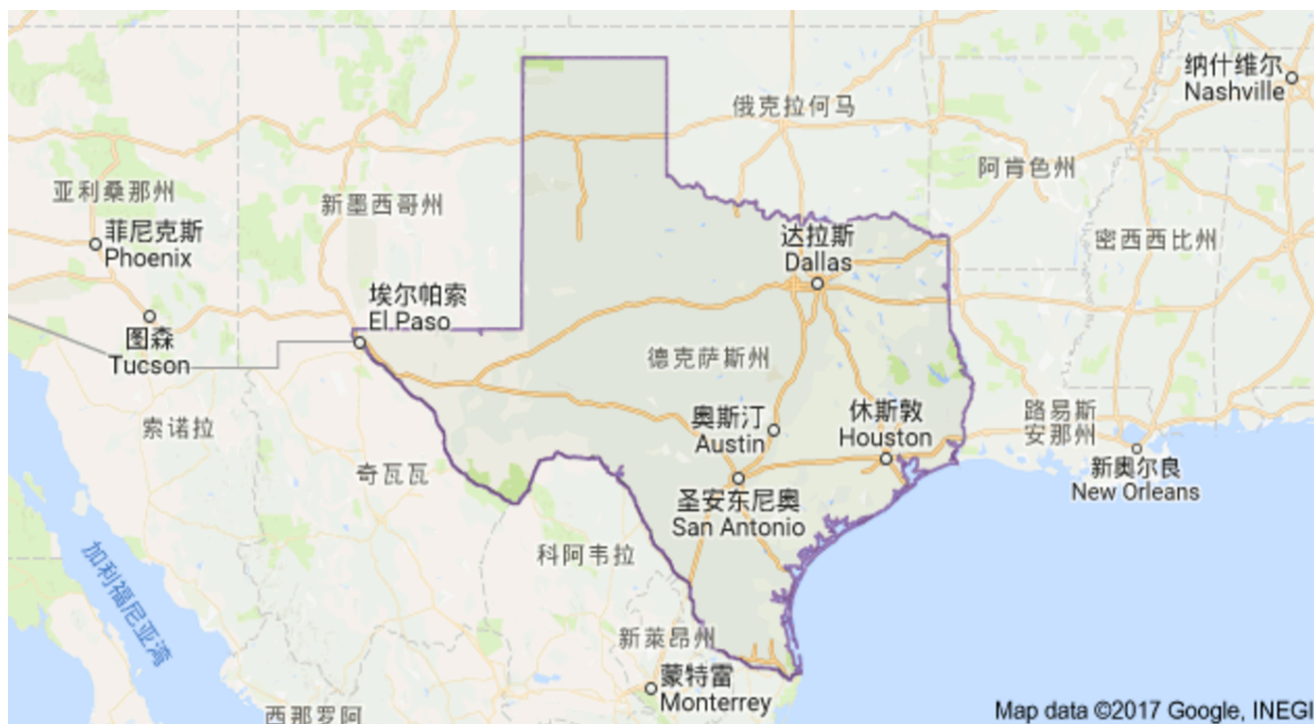 纳什维尔
Nashville
俄克拉何马
阿肯色州
亚利桑那州
新墨西哥州
菲尼克斯
Phoenix
密西西比州
达拉斯
Dallas
埃尔帕索
El Paso
图森
Tucson
德克萨斯州
索诺拉
奥斯汀
Austin
休斯敦
Houston
路易斯
安那州
奇瓦瓦
新奥尔良
New Orleans
圣安东尼奥
San Antonio
科阿韦拉
加利福尼亚湾
新莱昂州
蒙特雷
Monterrey
西那罗阿
Map data ©2017 Google, INEGI